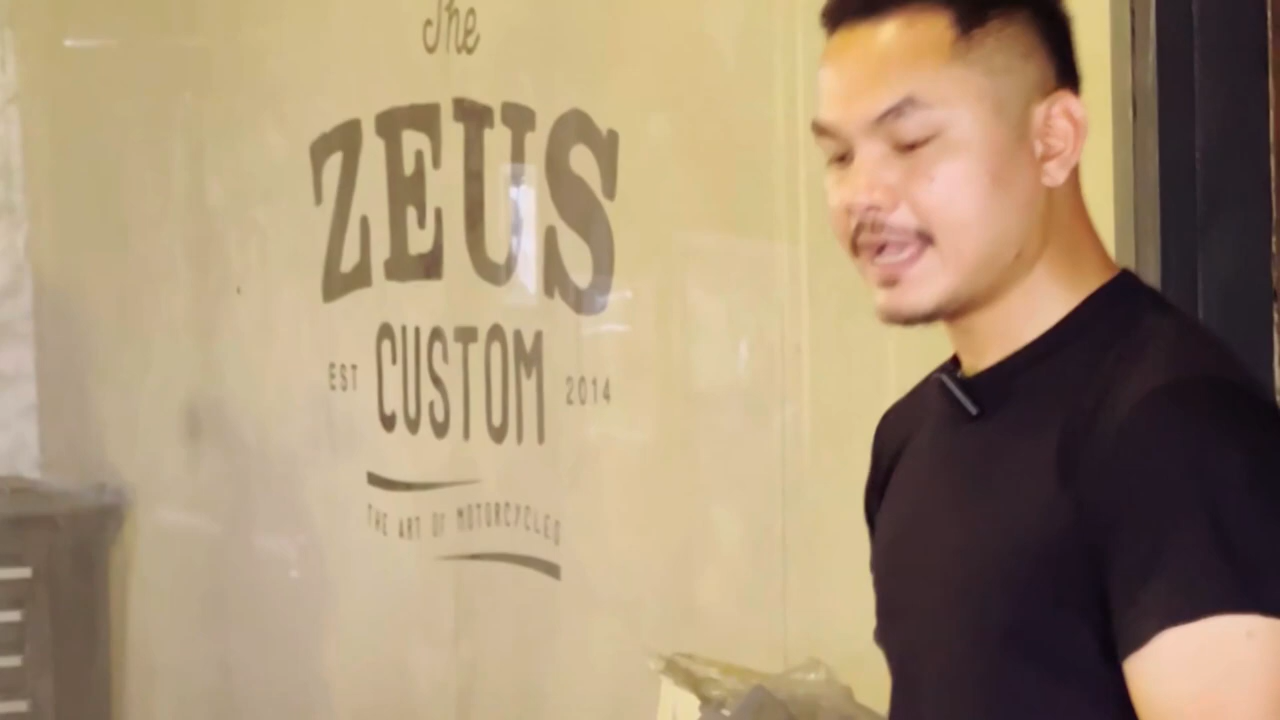 The
ZEUS
EST CUSTOM 2014
THE ART OF MOTORCYCLES